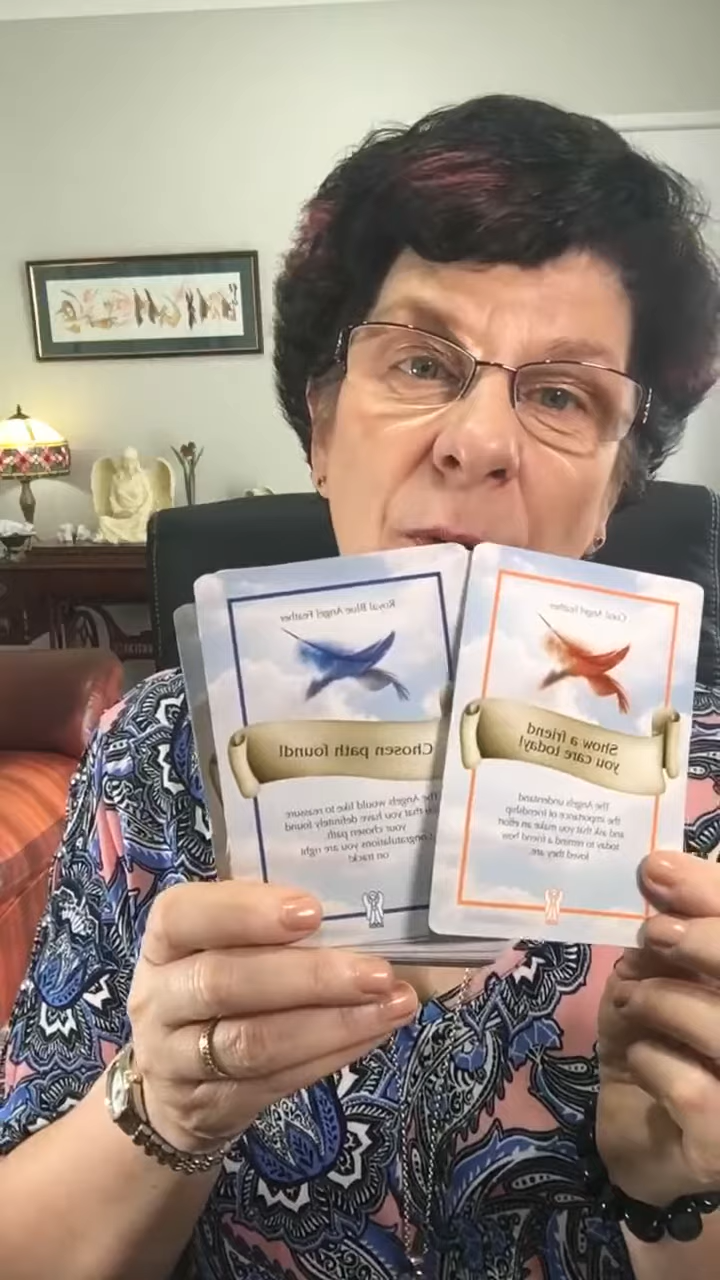 Royal Blue Angel Feather
Chosen path found!
The Angels would like to reassure
that you have definitely found
your chosen path
Congratulations you are right
on track!
Coral Angel Feather
Show a friend
you care today!
The Angels understand
the importance of friendship
and ask that you make an effort
today to remind a friend how
loved they are.